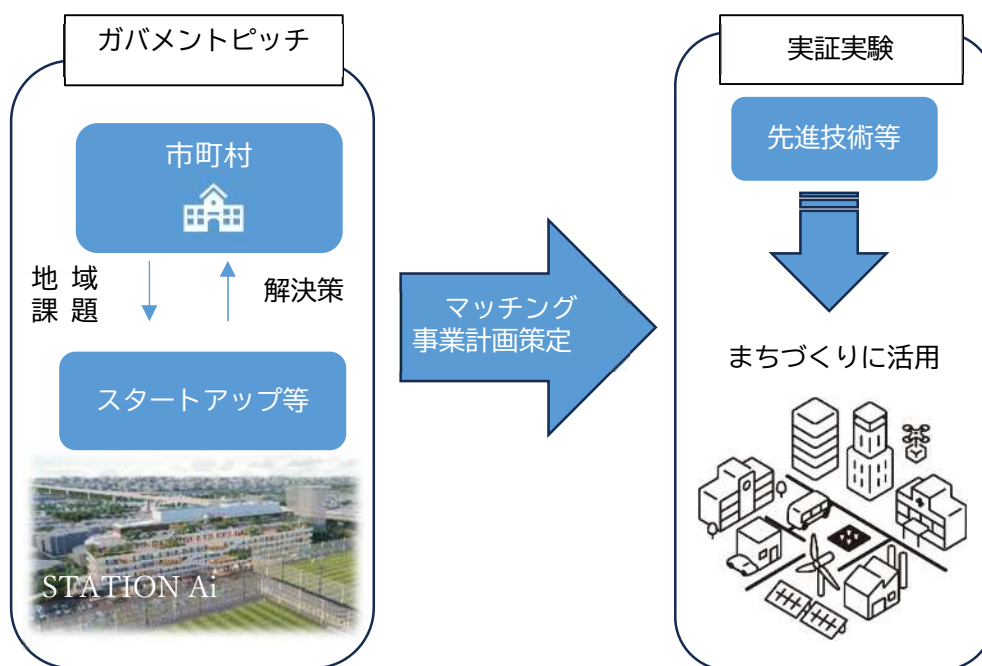 ガバメントピッチ
市町村
地 域
課 題
解決策
スタートアップ等
STATION Ai
マッチング
事業計画策定
実証実験
先進技術等
まちづくりに活用